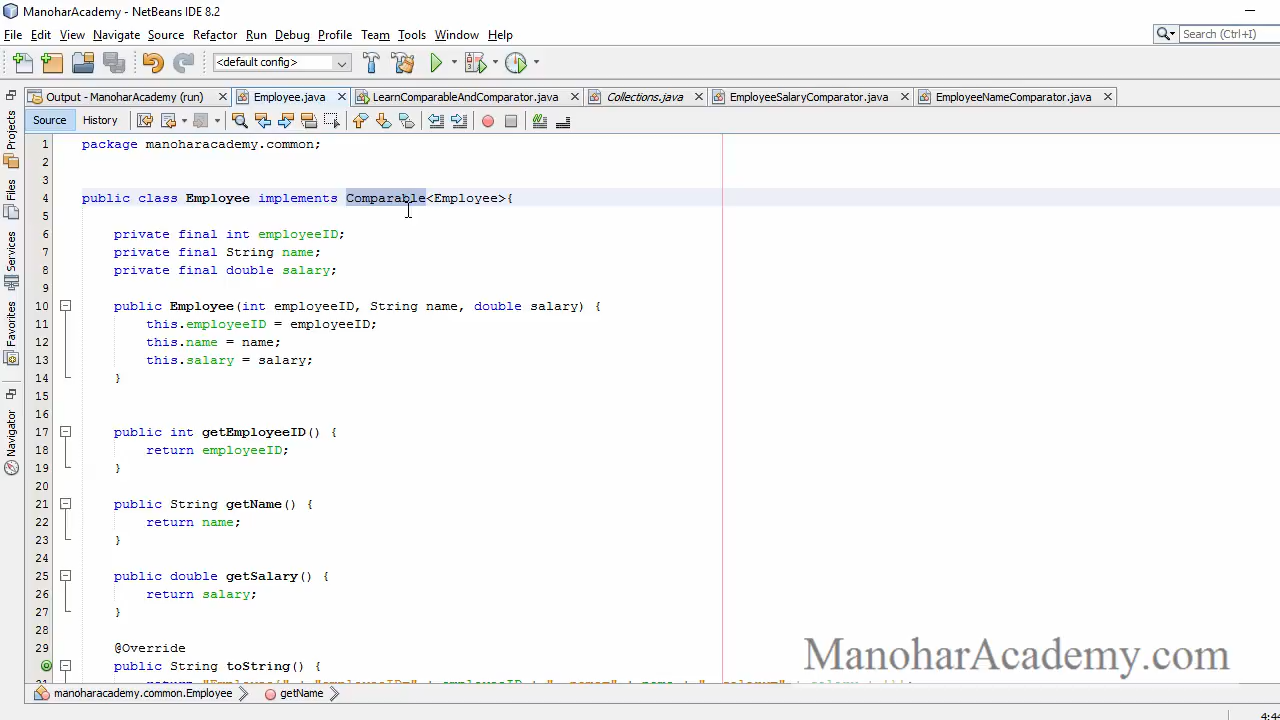 ManoharAcademy - NetBeans IDE 8.2
File Edit View Navigate Source Refactor Run Debug Profile Team Tools Window Help
Search (Ctrl+I)
<default config>
Output - ManoharAcademy (run) Employee.java LearnComparableAndComparator.java Collections.java EmployeeSalaryComparator.java EmployeeNameComparator.java
Source History
Projects
Files
Services
Favorites
Navigator
1 package manoharacademy.common;
2
3
4 public class Employee implements Comparable<Employee>{
5
6 private final int employeeID;
7 private final String name;
8 private final double salary;
9
10 public Employee(int employeeID, String name, double salary) {
11 this.employeeID = employeeID;
12 this.name = name;
13 this.salary = salary;
14 }
15
16
17 public int getEmployeeID() {
18 return employeeID;
19 }
20
21 public String getName() {
22 return name;
23 }
24
25 public double getSalary() {
26 return salary;
27 }
28
29 @Override
public String toString() {
ManoharAcademy.com
manoharacademy.common.Employee getName
4:44